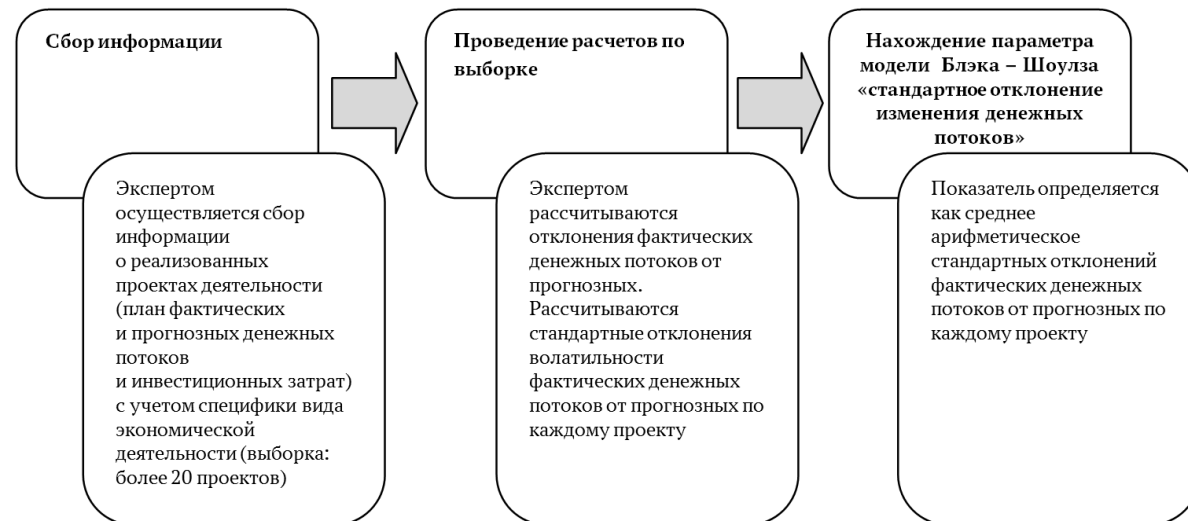 Сбор информации
Экспертом
осуществляется сбор
информации
о реализованных
проектах деятельности
(план фактических
и прогнозных денежных
потоков
и инвестиционных затрат)
с учетом специфики вида
экономической
деятельности (выборка:
более 20 проектов)
Проведение расчетов по
выборке
Экспертом
рассчитываются
отклонения фактических
денежных потоков от
прогнозных.
Рассчитываются
стандартные отклонения
волатильности
фактических денежных
потоков от прогнозных по
каждому проекту
Нахождение параметра
модели Блэка – Шоулза
«стандартное отклонение
изменения денежных
потоков»
Показатель определяется
как среднее
арифметическое
стандартных отклонений
фактических денежных
потоков от прогнозных по
каждому проекту